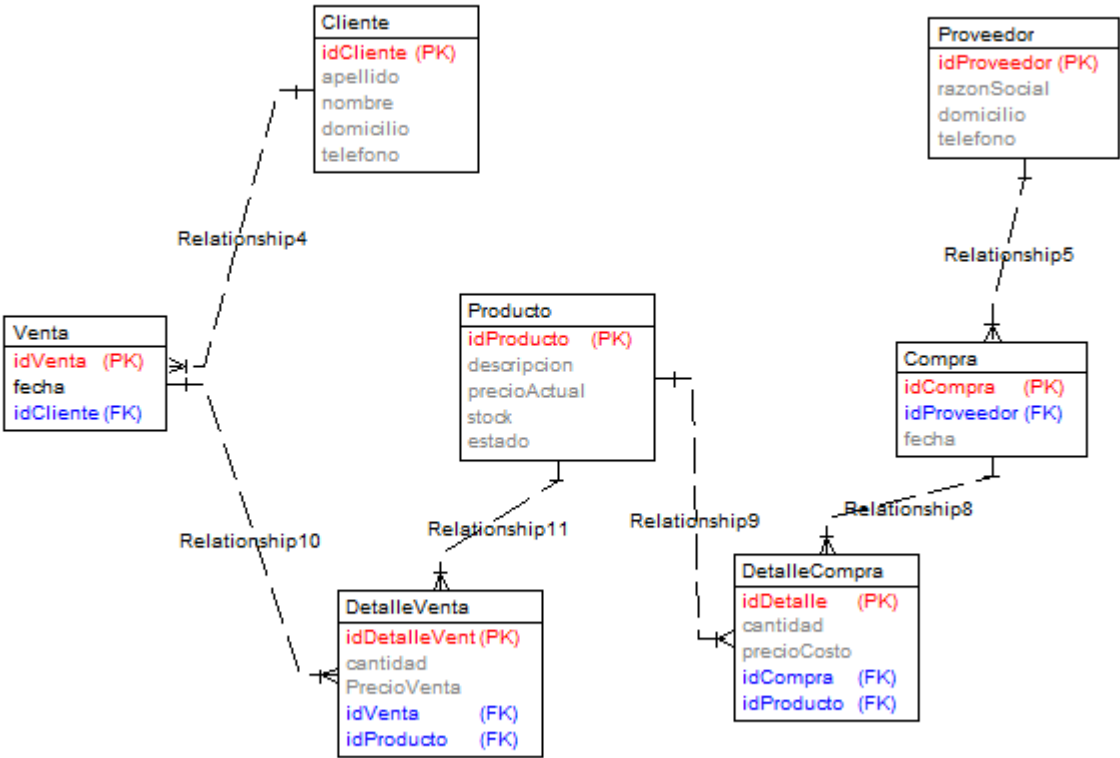 Cliente
idCliente (PK)
apellido
nombre
domicilio
telefono
Proveedor
idProveedor (PK)
razonSocial
domicilio
telefono
Relationship4
Relationship5
Venta
idVenta (PK)
fecha
idCliente (FK)
Producto
idProducto (PK)
descripcion
precioActual
stock
estado
Compra
idCompra (PK)
idProveedor (FK)
fecha
Relationship10
Relationship11
Relationship9
Relationship8
DetalleVenta
idDetalleVent (PK)
cantidad
PrecioVenta
idVenta (FK)
idProducto (FK)
DetalleCompra
idDetalle (PK)
cantidad
precioCosto
idCompra (FK)
idProducto (FK)